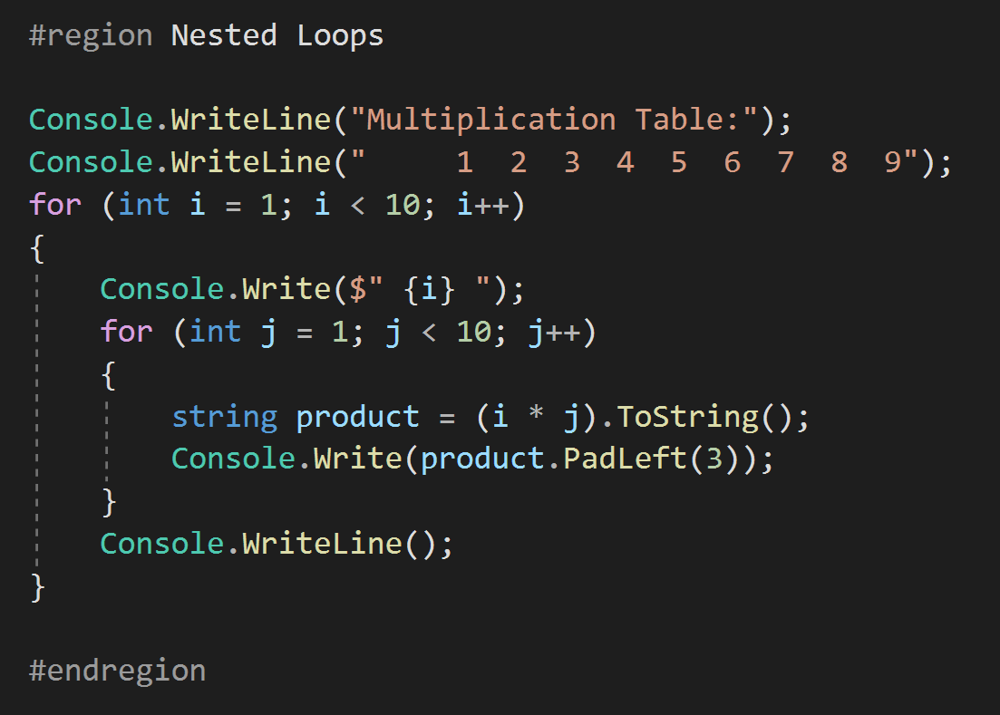 #region Nested Loops

Console.WriteLine("Multiplication Table:");
Console.WriteLine("     1  2  3  4  5  6  7  8  9");
for (int i = 1; i < 10; i++)
{
    Console.Write($" {i} ");
    for (int j = 1; j < 10; j++)
    {
        string product = (i * j).ToString();
        Console.Write(product.PadLeft(3));
    }
    Console.WriteLine();
}

#endregion